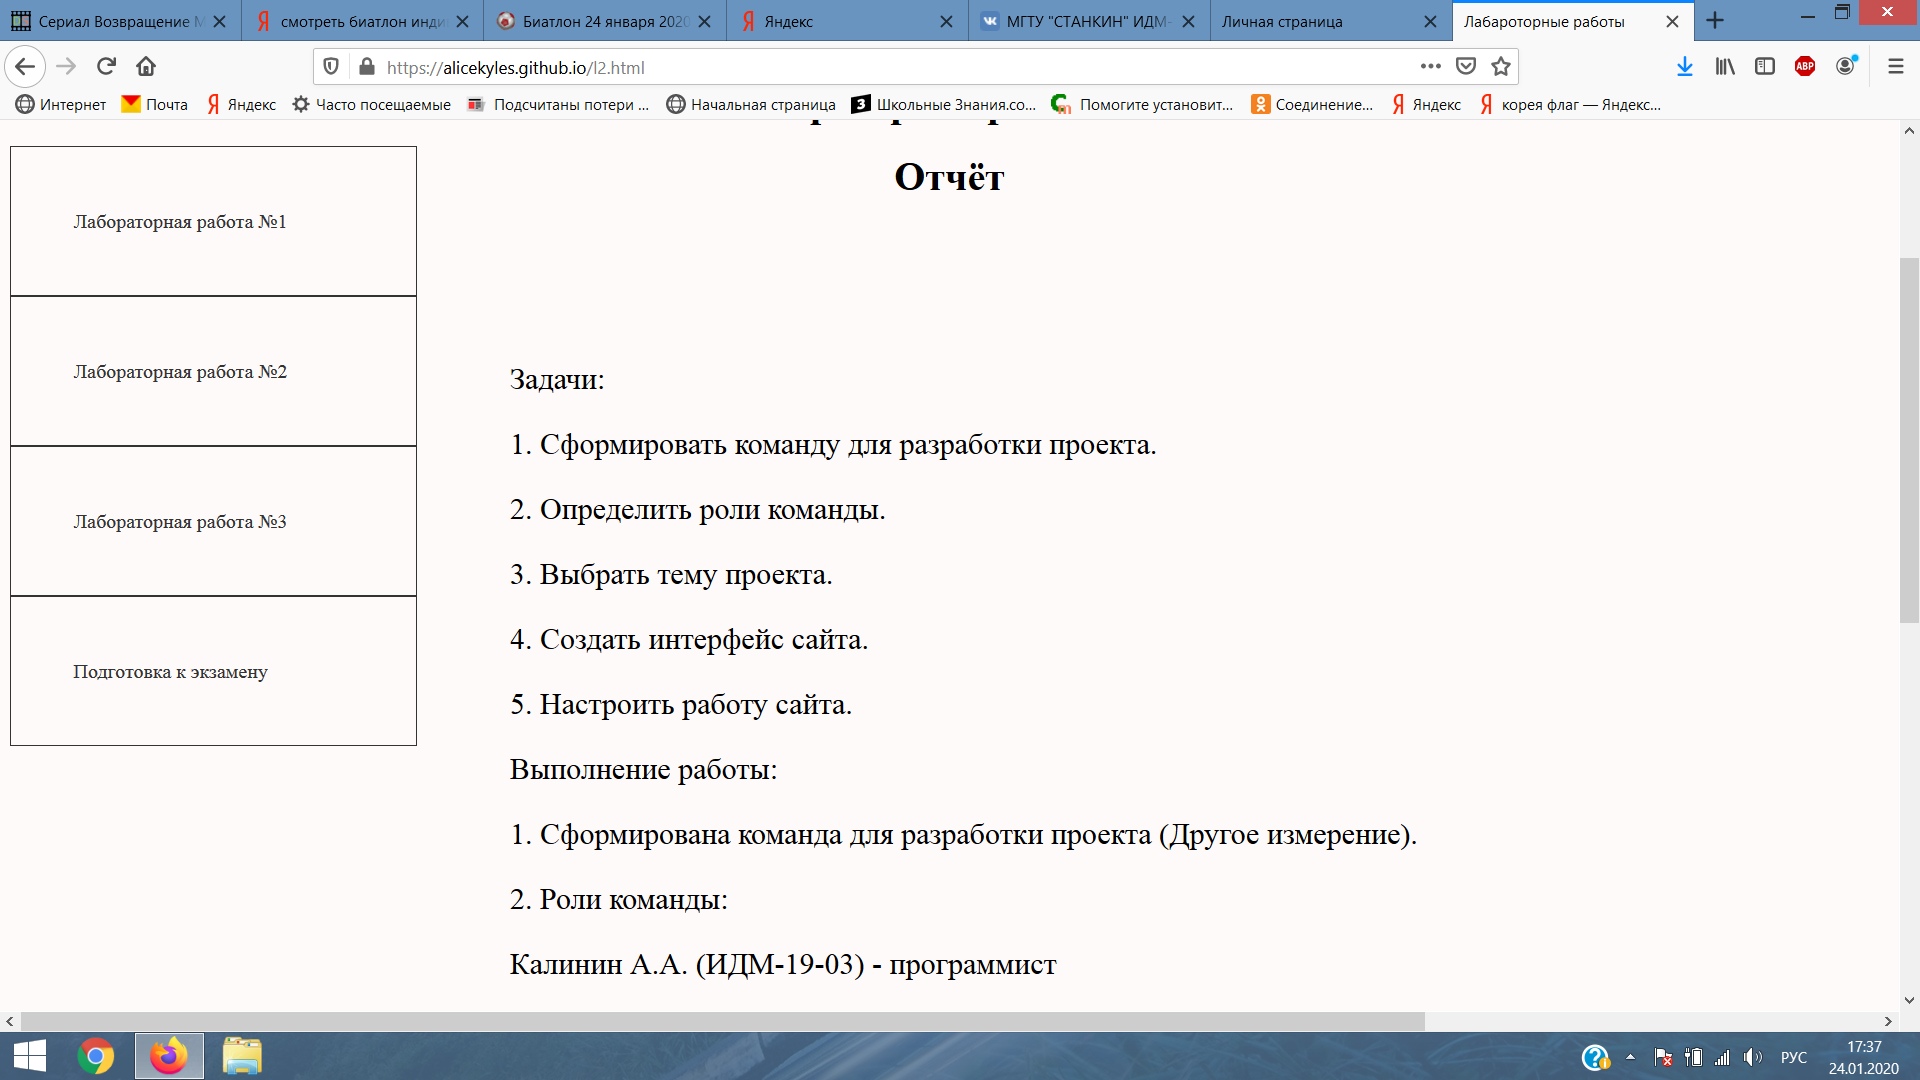 Сериал Возвращение М
смотреть биатлон инди
Биатлон 24 января 2020
Яндекс
МГТУ "СТАНКИН" ИДМ-
Личная страница
Лабароторные работы
https://alicekyles.github.io/l2.html
ABP
Интернет
Почта
Яндекс
Часто посещаемые
Подсчитаны потери ...
Начальная страница
Школьные Знания.со...
Помогите установит...
Соединение...
Яндекс
корея флаг — Яндекс...
Отчёт
Лабораторная работа №1
Лабораторная работа №2
Лабораторная работа №3
Подготовка к экзамену
Задачи:
1. Сформировать команду для разработки проекта.
2. Определить роли команды.
3. Выбрать тему проекта.
4. Создать интерфейс сайта.
5. Настроить работу сайта.
Выполнение работы:
1. Сформирована команда для разработки проекта (Другое измерение).
2. Роли команды:
Калинин А.А. (ИДМ-19-03) - программист
РУС
17:37
24.01.2020